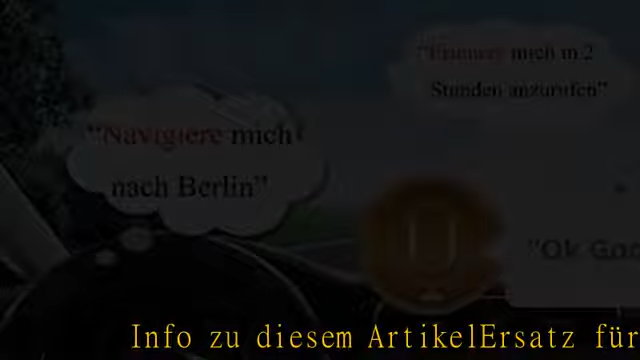 "Erinnere mich in 2
Stunden anzurufen"
"Navigiere mich
nach Berlin"
"Ok Goo
Info zu diesem ArtikelErsatz für